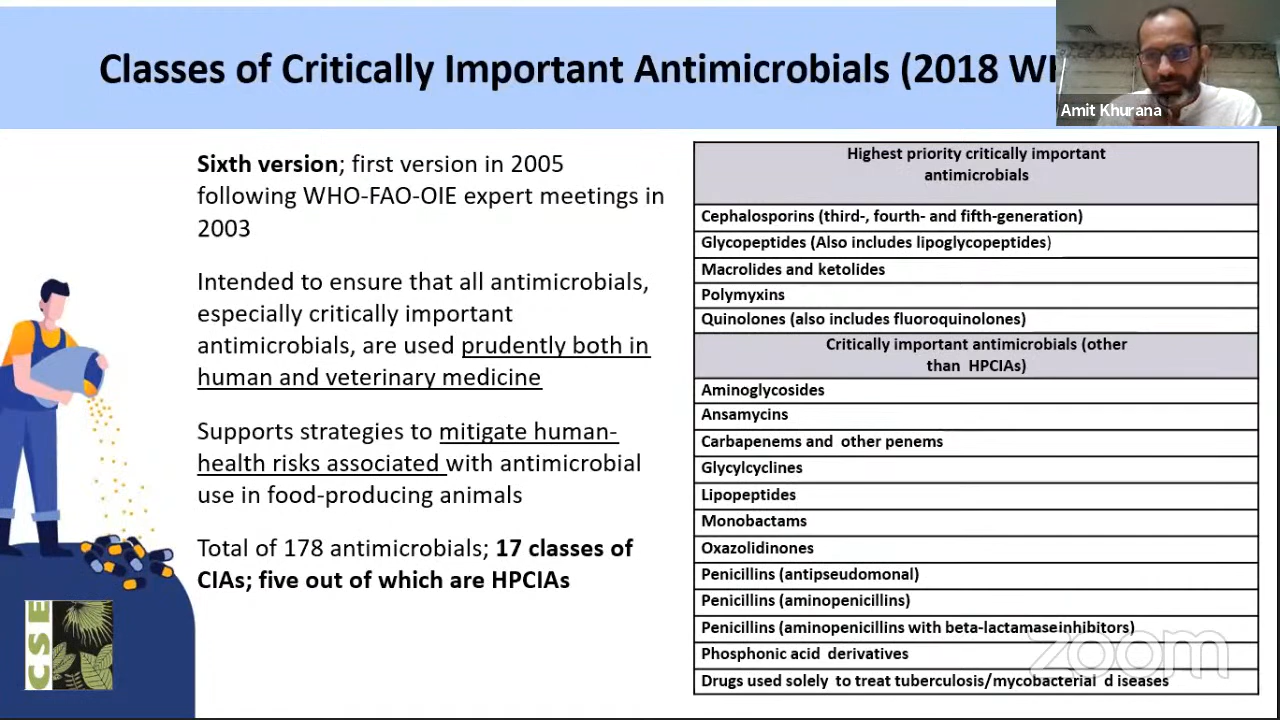 Classes of Critically Important Antimicrobials (2018
Amit Khurana
Sixth version; first version in 2005
following WHO-FAO-OIE expert meetings in
2003
Intended to ensure that all antimicrobials,
especially critically important
antimicrobials, are used prudently both in
human and veterinary medicine
Supports strategies to mitigate human-
health risks associated with antimicrobial
use in food-producing animals
Total of 178 antimicrobials; 17 classes of
CIAs; five out of which are HPCIAs
CSE
Highest priority critically important
antimicrobials
Cephalosporins (third-, fourth- and fifth-generation)
Glycopeptides (Also includes lipoglycopeptides)
Macrolides and ketolides
Polymyxins
Quinolones (also includes fluoroquinolones)
Critically important antimicrobials (other
than HPCIAs)
Aminoglycosides
Ansamycins
Carbapenems and other penems
Glycylcyclines
Lipopeptides
Monobactams
Oxazolidinones
Penicillins (antipseudomonal)
Penicillins (aminopenicillins)
Penicillins (aminopenicillins with beta-lactamaseinhibitors)
Phosphonic acid derivatives
Drugs used solely to treat tuberculosis/mycobacterial d iseases
zoom